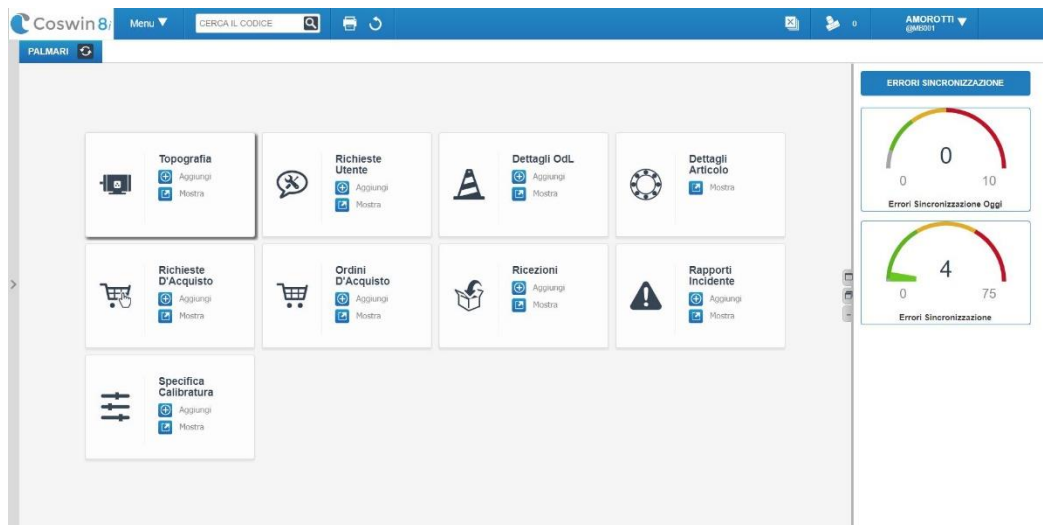 Coswin 8i
Menu
CERCA IL CODICE
0
AMOROTTI
@MB001
PALMARI
ERRORI SINCRONIZZAZIONE
Topografia
Aggiungi
Mostra
Richieste
Utente
Aggiungi
Mostra
Dettagli OdL
Aggiungi
Mostra
Dettagli
Articolo
Mostra
0
0 10
Errori Sincronizzazione Oggi
Richieste
D'Acquisto
Aggiungi
Mostra
Ordini
D'Acquisto
Aggiungi
Mostra
Ricezioni
Aggiungi
Mostra
Rapporti
Incidente
Aggiungi
Mostra
4
0 75
Errori Sincronizzazione
Specifica
Calibratura
Aggiungi
Mostra